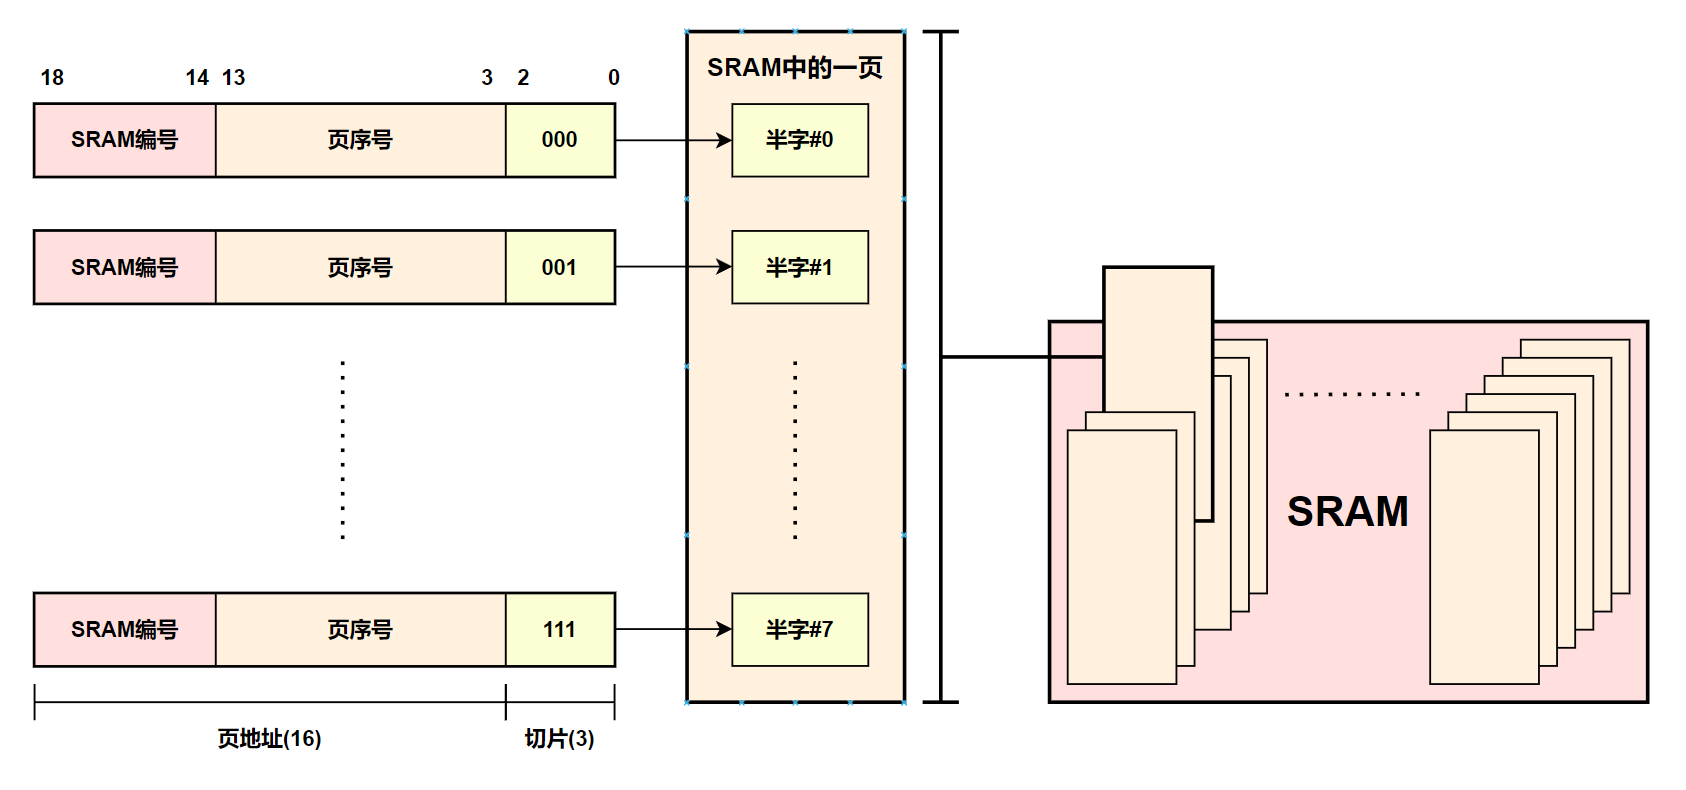 18 14 13 3 2 0
SRAM编号 页序号 000
SRAM编号 页序号 001
SRAM编号 页序号 111
页地址(16) 切片(3)
SRAM中的一页
半字#0
半字#1
半字#7
SRAM